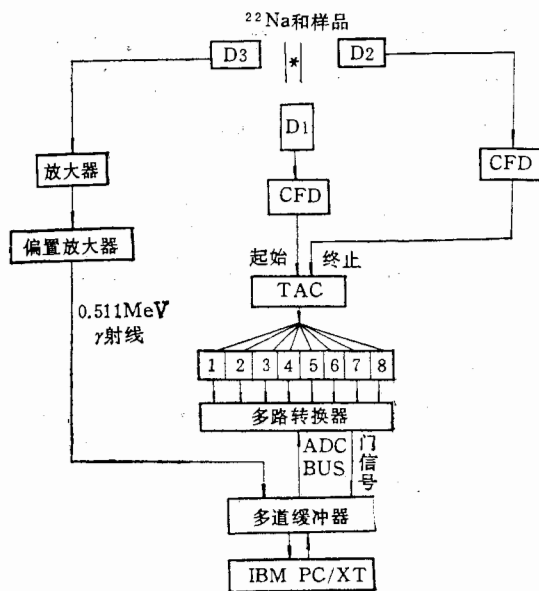 ²²Na和样品
D3
*
D2
D1
放大器
CFD
CFD
偏置放大器
起始
终止
TAC
0.511MeV
γ射线
1 2 3 4 5 6 7 8
多路转换器
ADC
BUS
门信号
多道缓冲器
IBM PC/XT